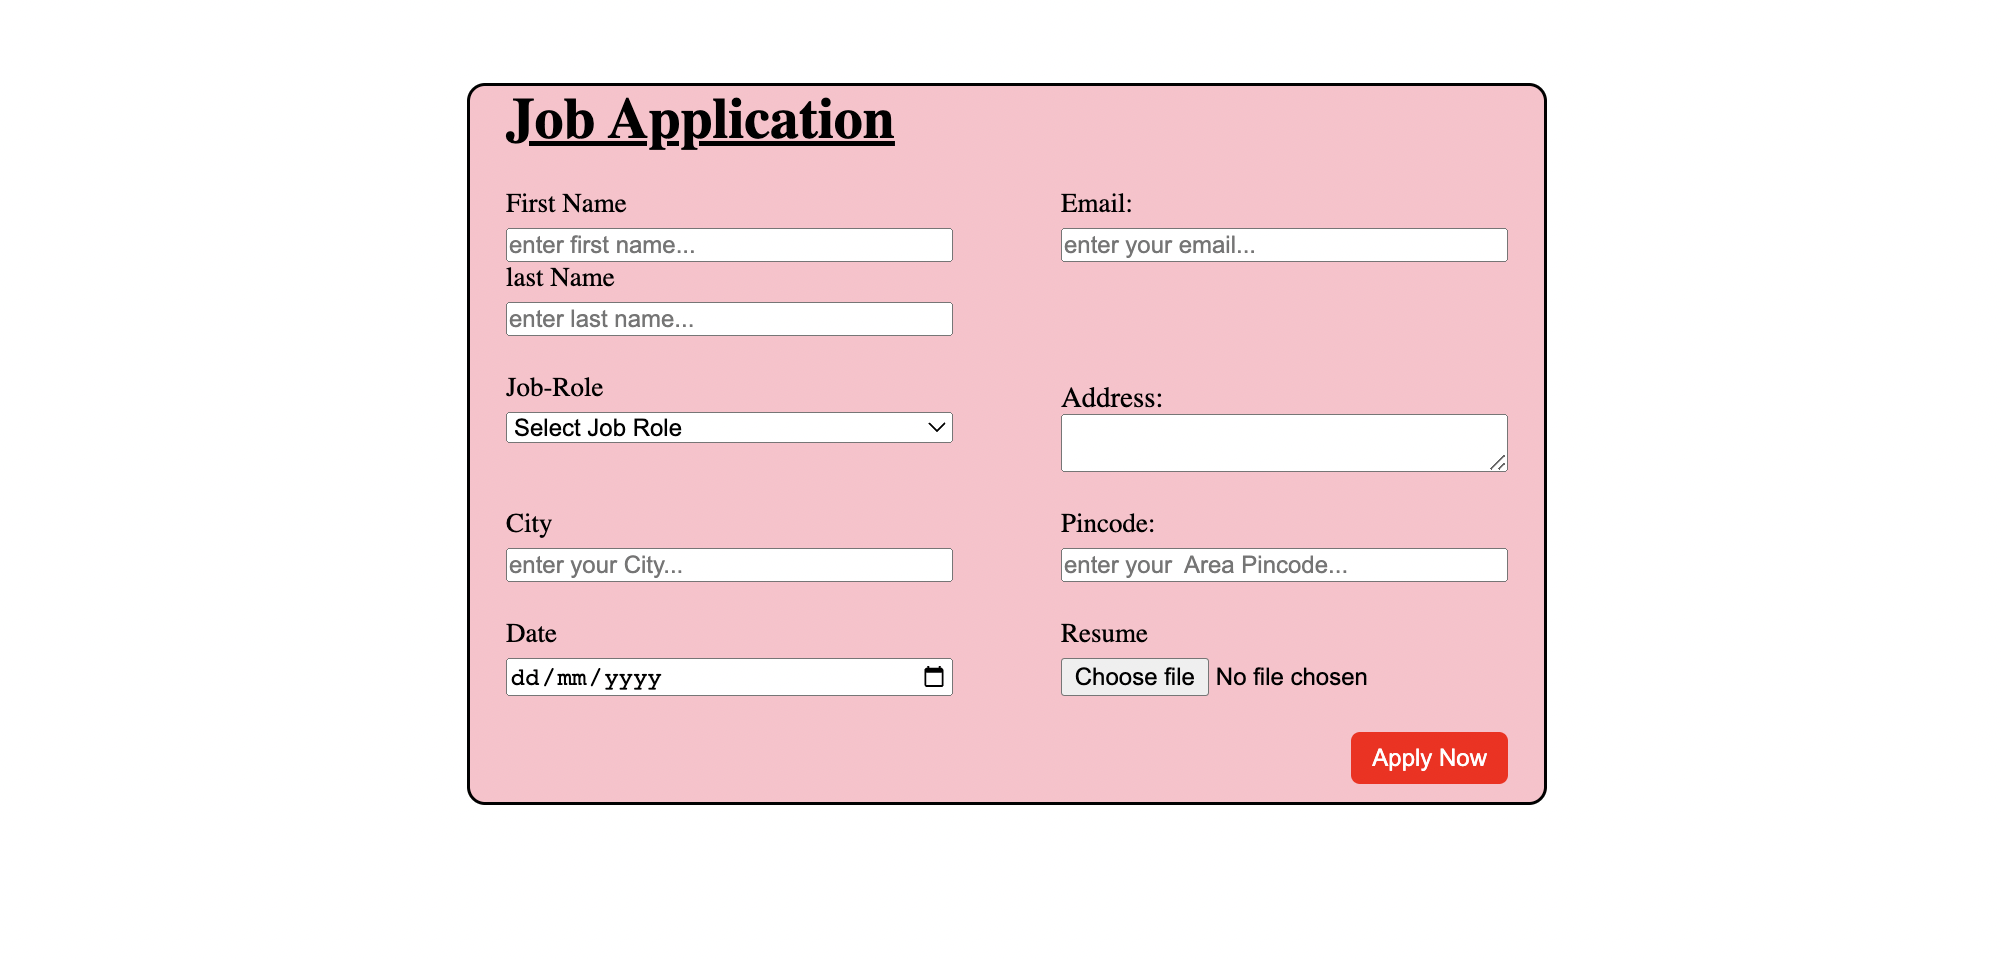 Job Application
First Name
enter first name...
last Name
enter last name...
Email:
enter your email...
Job-Role
Select Job Role
Address:
City
enter your City...
Pincode:
enter your  Area Pincode...
Date
dd/mm/yyyy
Resume
Choose file No file chosen
Apply Now